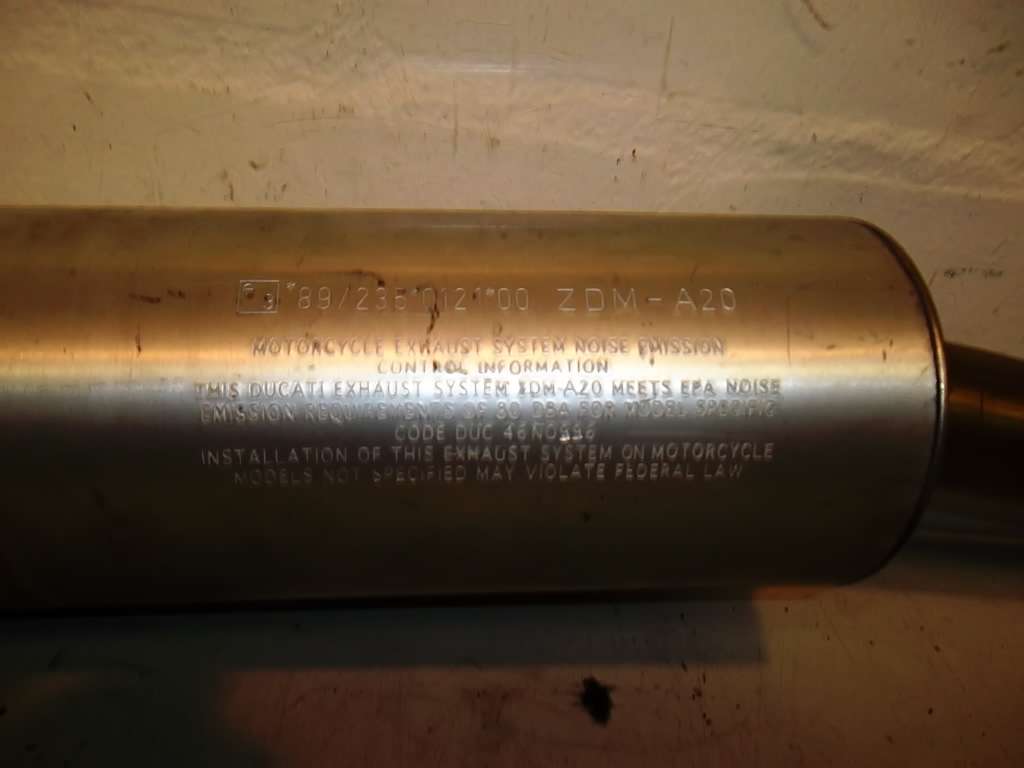 e3 *89/235*0121*00 ZDM-A20
MOTORCYCLE EXHAUST SYSTEM NOISE EMISSION
CONTROL INFORMATION
THIS DUCATI EXHAUST SYSTEM ZDM-A20 MEETS EPA NOISE
EMISSION REQUIREMENTS OF 80 DBA FOR MODEL SPECIFIC
CODE DUC
INSTALLATION OF THIS EXHAUST SYSTEM ON MOTORCYCLE
MODELS NOT SPECIFIED MAY VIOLATE FEDERAL LAW